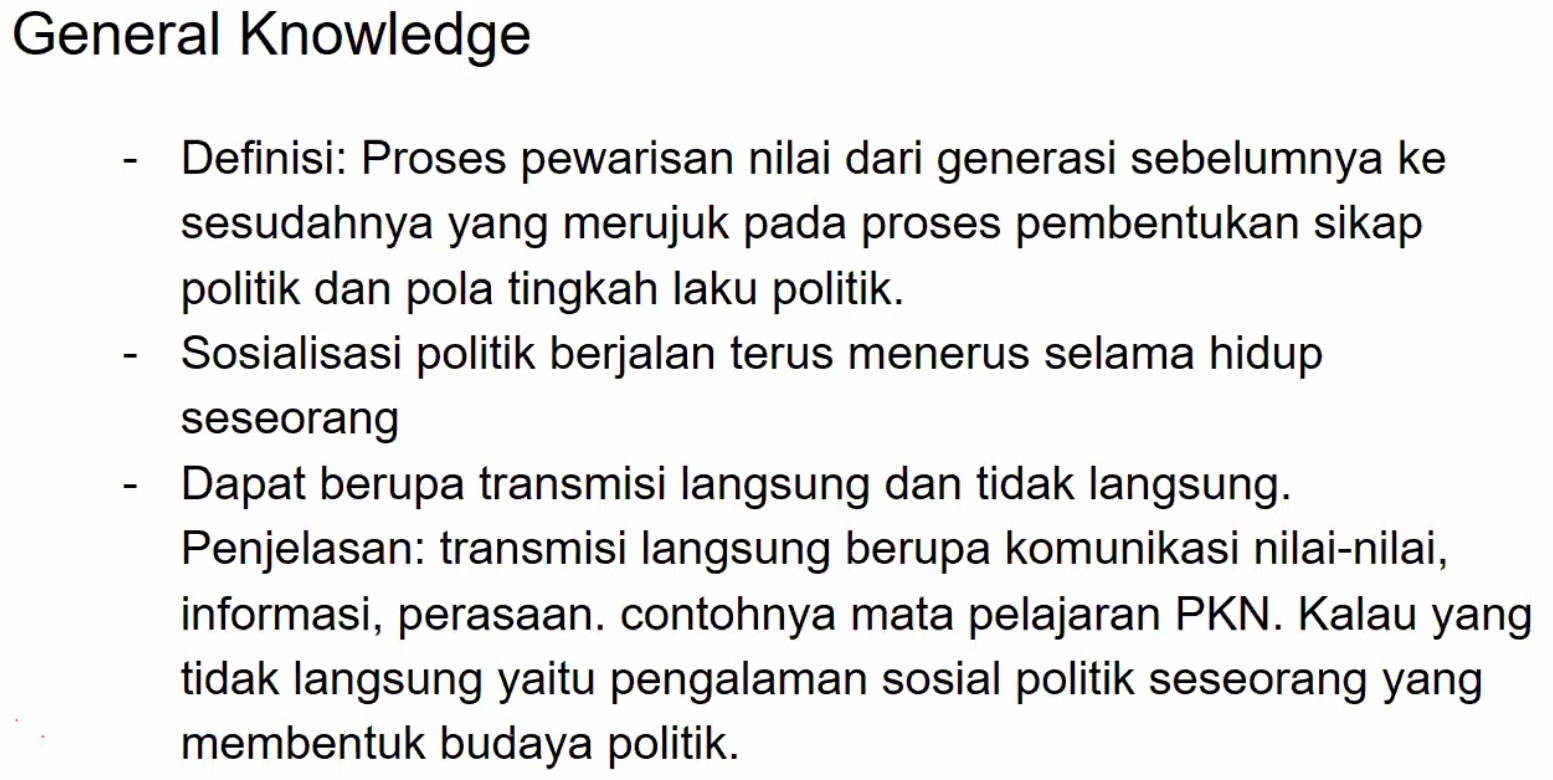 General Knowledge
- Definisi: Proses pewarisan nilai dari generasi sebelumnya ke
sesudahnya yang merujuk pada proses pembentukan sikap
politik dan pola tingkah laku politik.
- Sosialisasi politik berjalan terus menerus selama hidup
seseorang
- Dapat berupa transmisi langsung dan tidak langsung.
Penjelasan: transmisi langsung berupa komunikasi nilai-nilai,
informasi, perasaan. contohnya mata pelajaran PKN. Kalau yang
tidak langsung yaitu pengalaman sosial politik seseorang yang
membentuk budaya politik.